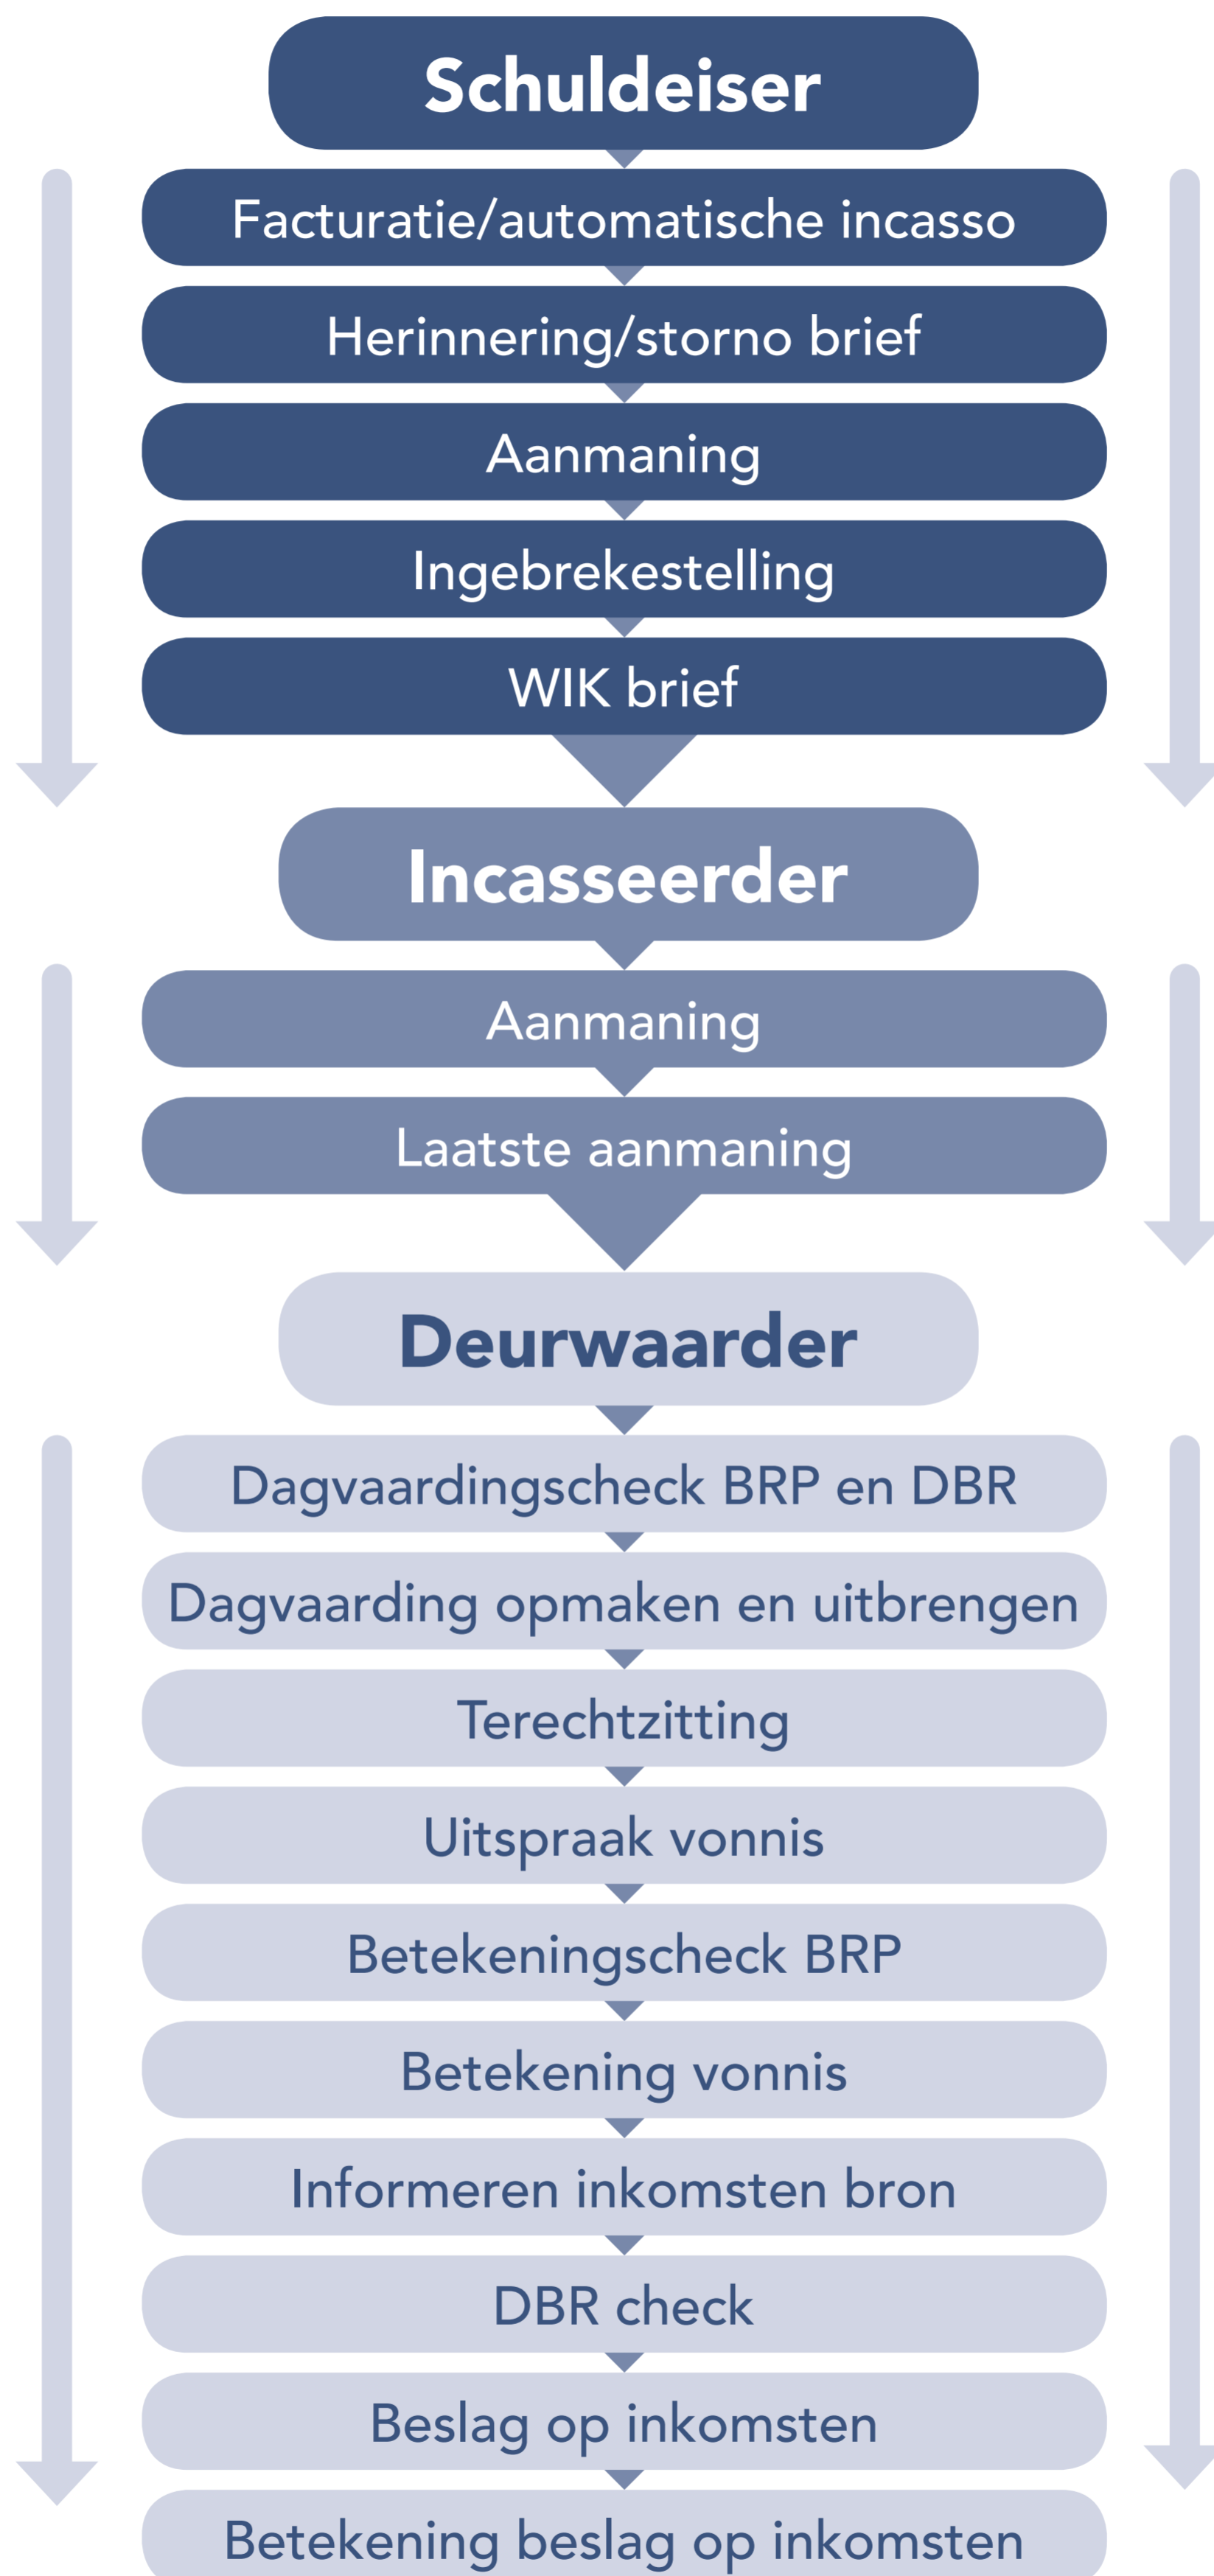 Schuldeiser
Facturatie/automatische incasso
Herinnering/storno brief
Aanmaning
Ingebrekestelling
WIK brief
Incasseerder
Aanmaning
Laatste aanmaning
Deurwaarder
Dagvaardingscheck BRP en DBR
Dagvaarding opmaken en uitbrengen
Terechtzitting
Uitspraak vonnis
Betekeningscheck BRP
Betekening vonnis
Informeren inkomsten bron
DBR check
Beslag op inkomsten
Betekening beslag op inkomsten